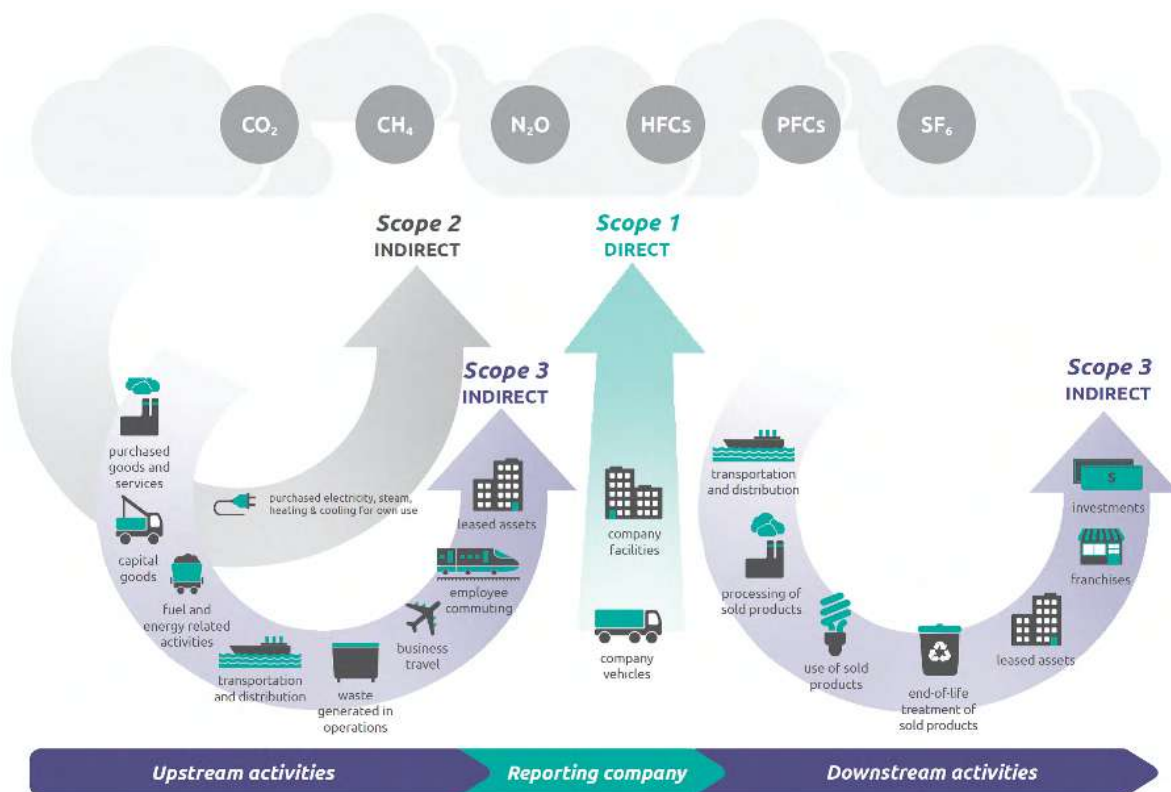 CO₂
CH₄
N₂O
HFCs
PFCs
SF₆
Scope 2
INDIRECT
Scope 1
DIRECT
Scope 3
INDIRECT
Scope 3
INDIRECT
purchased
goods and
services
capital
goods
fuel and
energy related
activities
purchased electricity, steam,
heating & cooling for own use
transportation
and distribution
waste
generated in
operations
business
travel
employee
commuting
leased assets
company
facilities
company
vehicles
transportation
and distribution
processing of
sold products
use of sold
products
end-of-life
treatment of
sold products
leased assets
franchises
S
investments
Upstream activities
Reporting company
Downstream activities